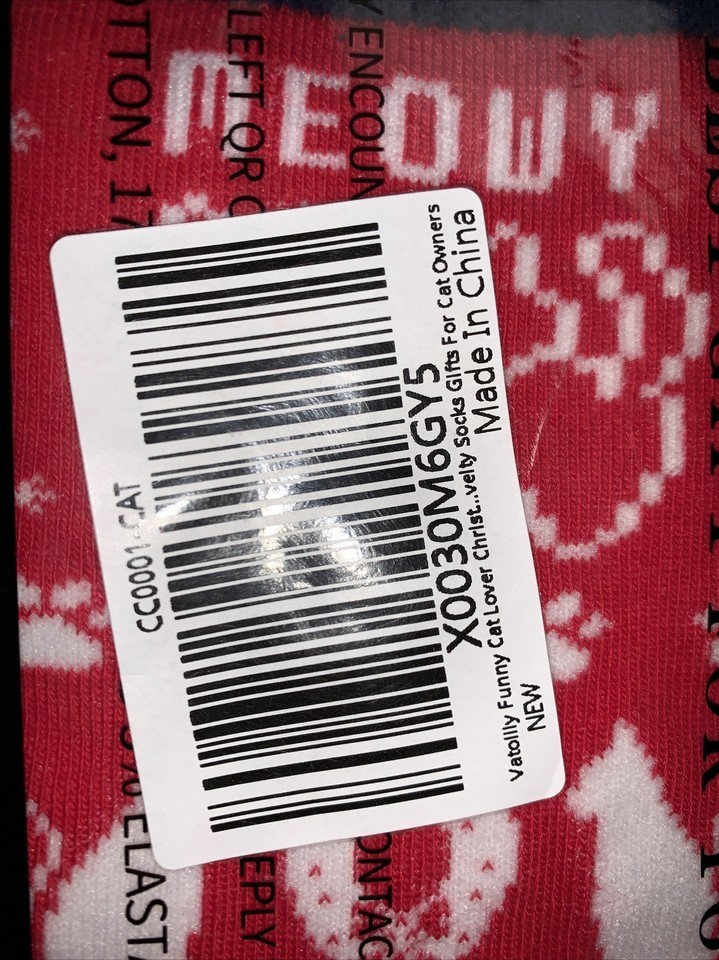 MEOWY
CC0001-CAT
X0030M6GY5
Vatollly Funny Cat Lover Christ...velty Socks Gifts For Cat Owners
NEW
Made In China
OTTON, 17
% ELASTA
LEFT QR
EPLY
ENCOUN
ONTAC